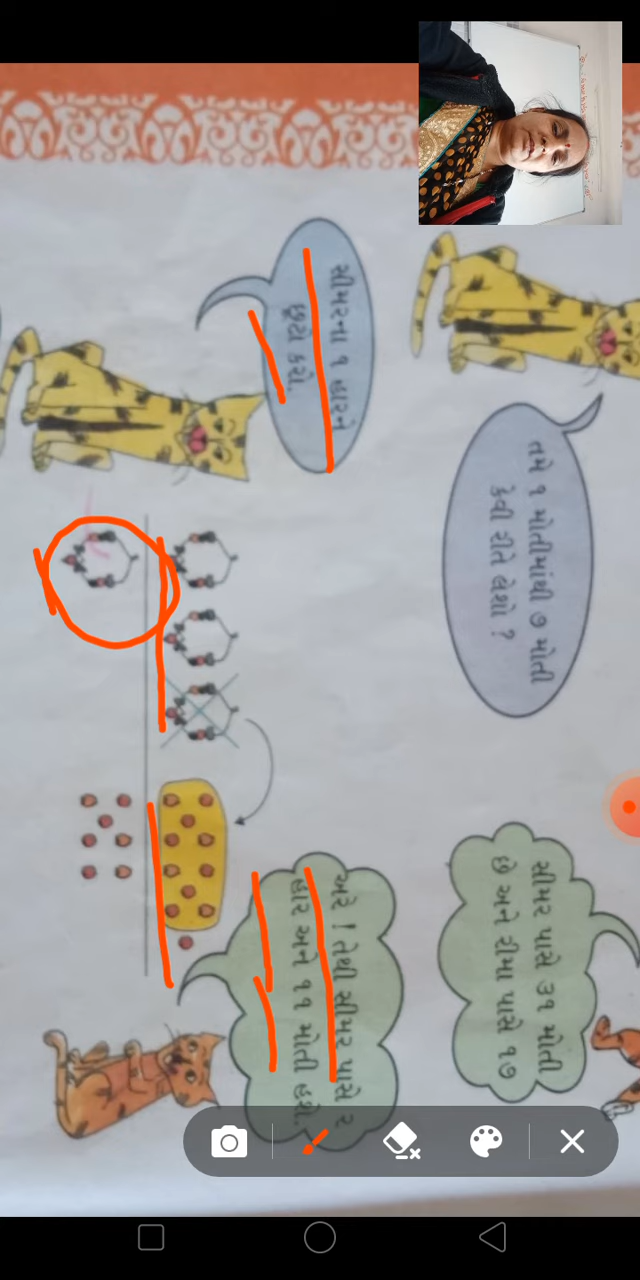 તમે ૧ મોતીમાંથી ૭ મોતી
કેવી રીતે લેશો ?
સીમર પાસે ૩૧ મોતી
છે અને રીમા પાસે ૧૭
સીમરના ૧ હારને
છુટો કરો.
અરે ! તેથી સીમર પાસે ૨
હાર અને ૧૧ મોતી હશે.